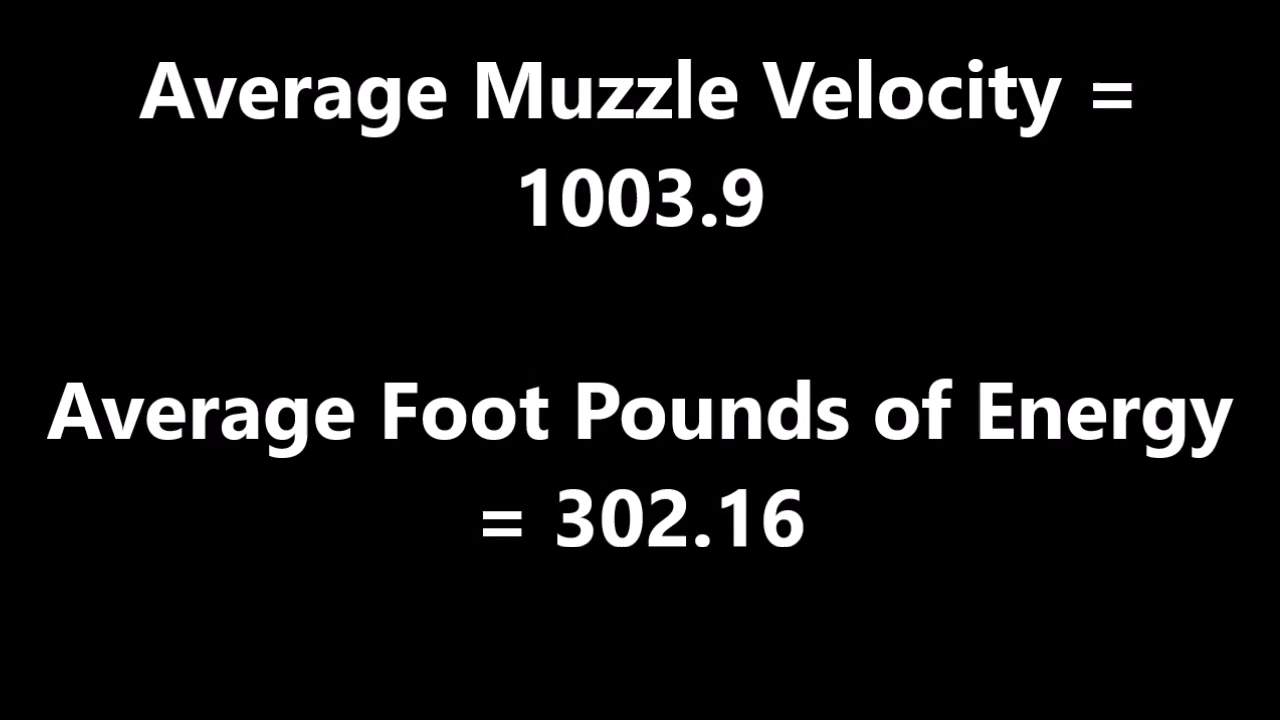 Average Muzzle Velocity =
1003.9
Average Foot Pounds of Energy
= 302.16